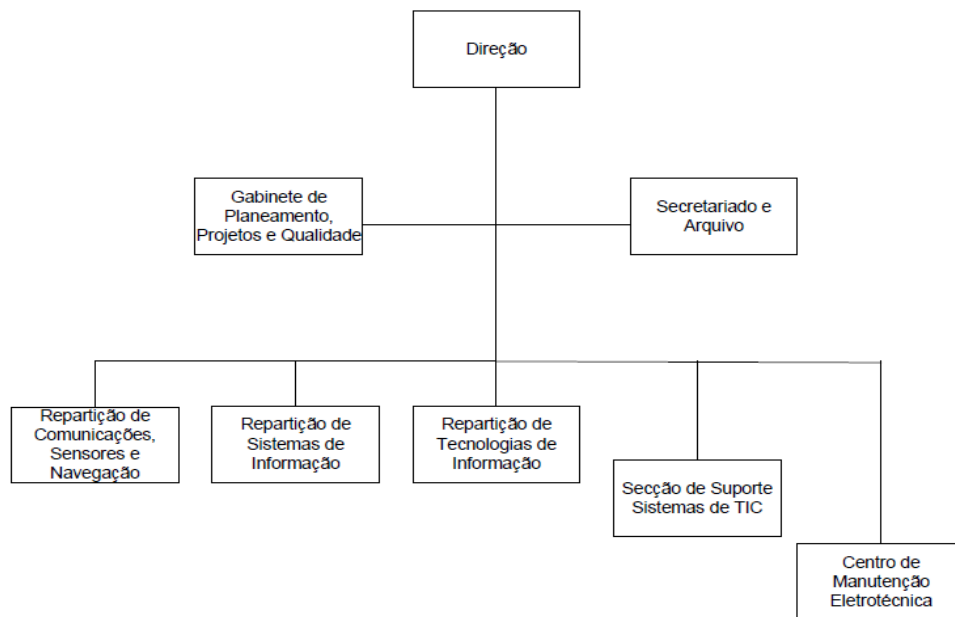 Direção
Gabinete de
Planeamento,
Projetos e Qualidade
Secretariado e
Arquivo
Repartição de
Comunicações,
Sensores e
Navegação
Repartição de
Sistemas de
Informação
Repartição de
Tecnologias de
Informação
Secção de Suporte
Sistemas de TIC
Centro de
Manutenção
Eletrotécnica